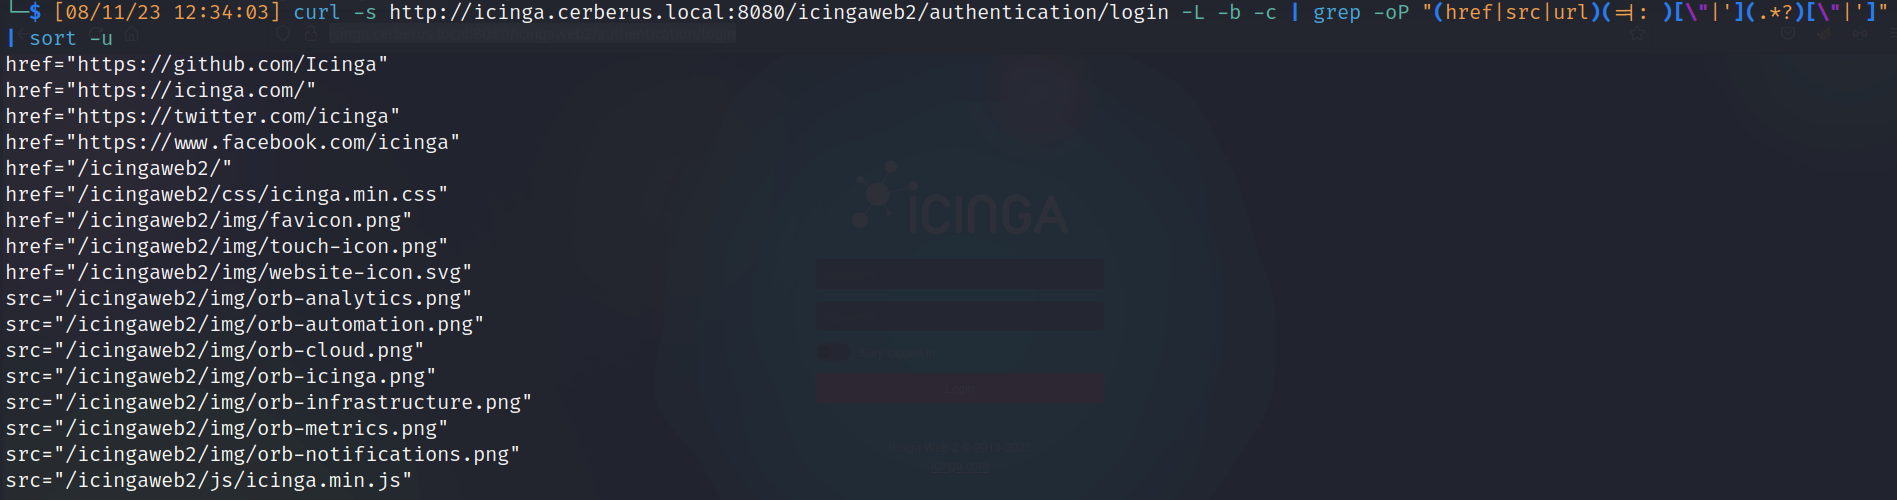 └─$ [08/11/23 12:34:03] curl -s http://icinga.cerberus.local:8080/icingaweb2/authentication/login -L -b -c | grep -oP "(href|src|url)(=|: )[\"|'](.*?)[\"|']"
| sort -u
href="https://github.com/Icinga"
href="https://icinga.com/"
href="https://twitter.com/icinga"
href="https://www.facebook.com/icinga"
href="/icingaweb2/"
href="/icingaweb2/css/icinga.min.css"
href="/icingaweb2/img/favicon.png"
href="/icingaweb2/img/touch-icon.png"
href="/icingaweb2/img/website-icon.svg"
src="/icingaweb2/img/orb-analytics.png"
src="/icingaweb2/img/orb-automation.png"
src="/icingaweb2/img/orb-cloud.png"
src="/icingaweb2/img/orb-icinga.png"
src="/icingaweb2/img/orb-infrastructure.png"
src="/icingaweb2/img/orb-metrics.png"
src="/icingaweb2/img/orb-notifications.png"
src="/icingaweb2/js/icinga.min.js"
ICINGA
Login